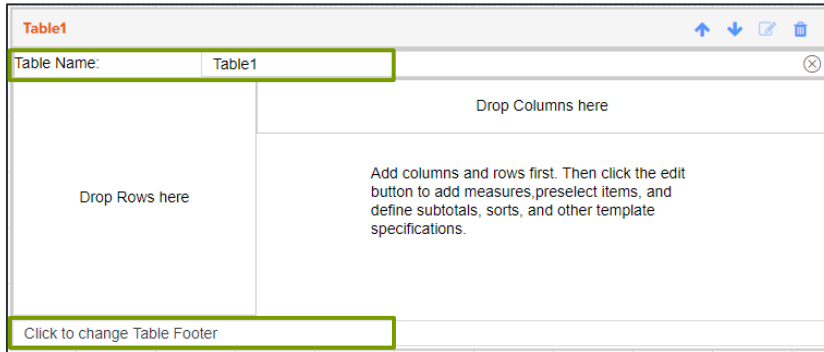 Table1
Table Name: Table1
Drop Columns here
Drop Rows here
Add columns and rows first. Then click the edit
button to add measures,preselect items, and
define subtotals, sorts, and other template
specifications.
Click to change Table Footer